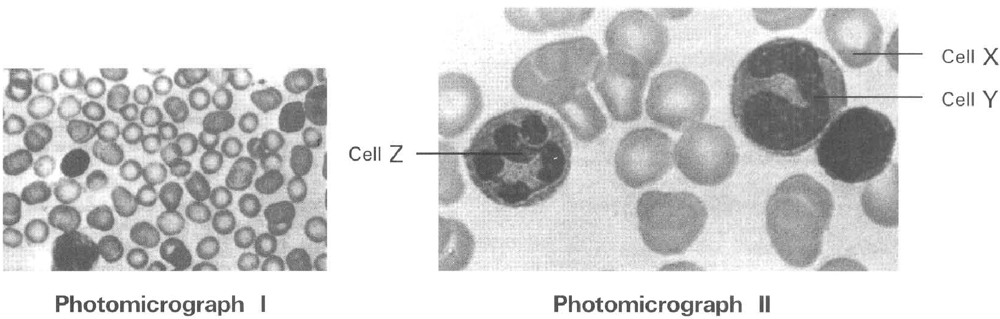 Cell X
Cell Y
Cell Z
Photomicrograph I
Photomicrograph II